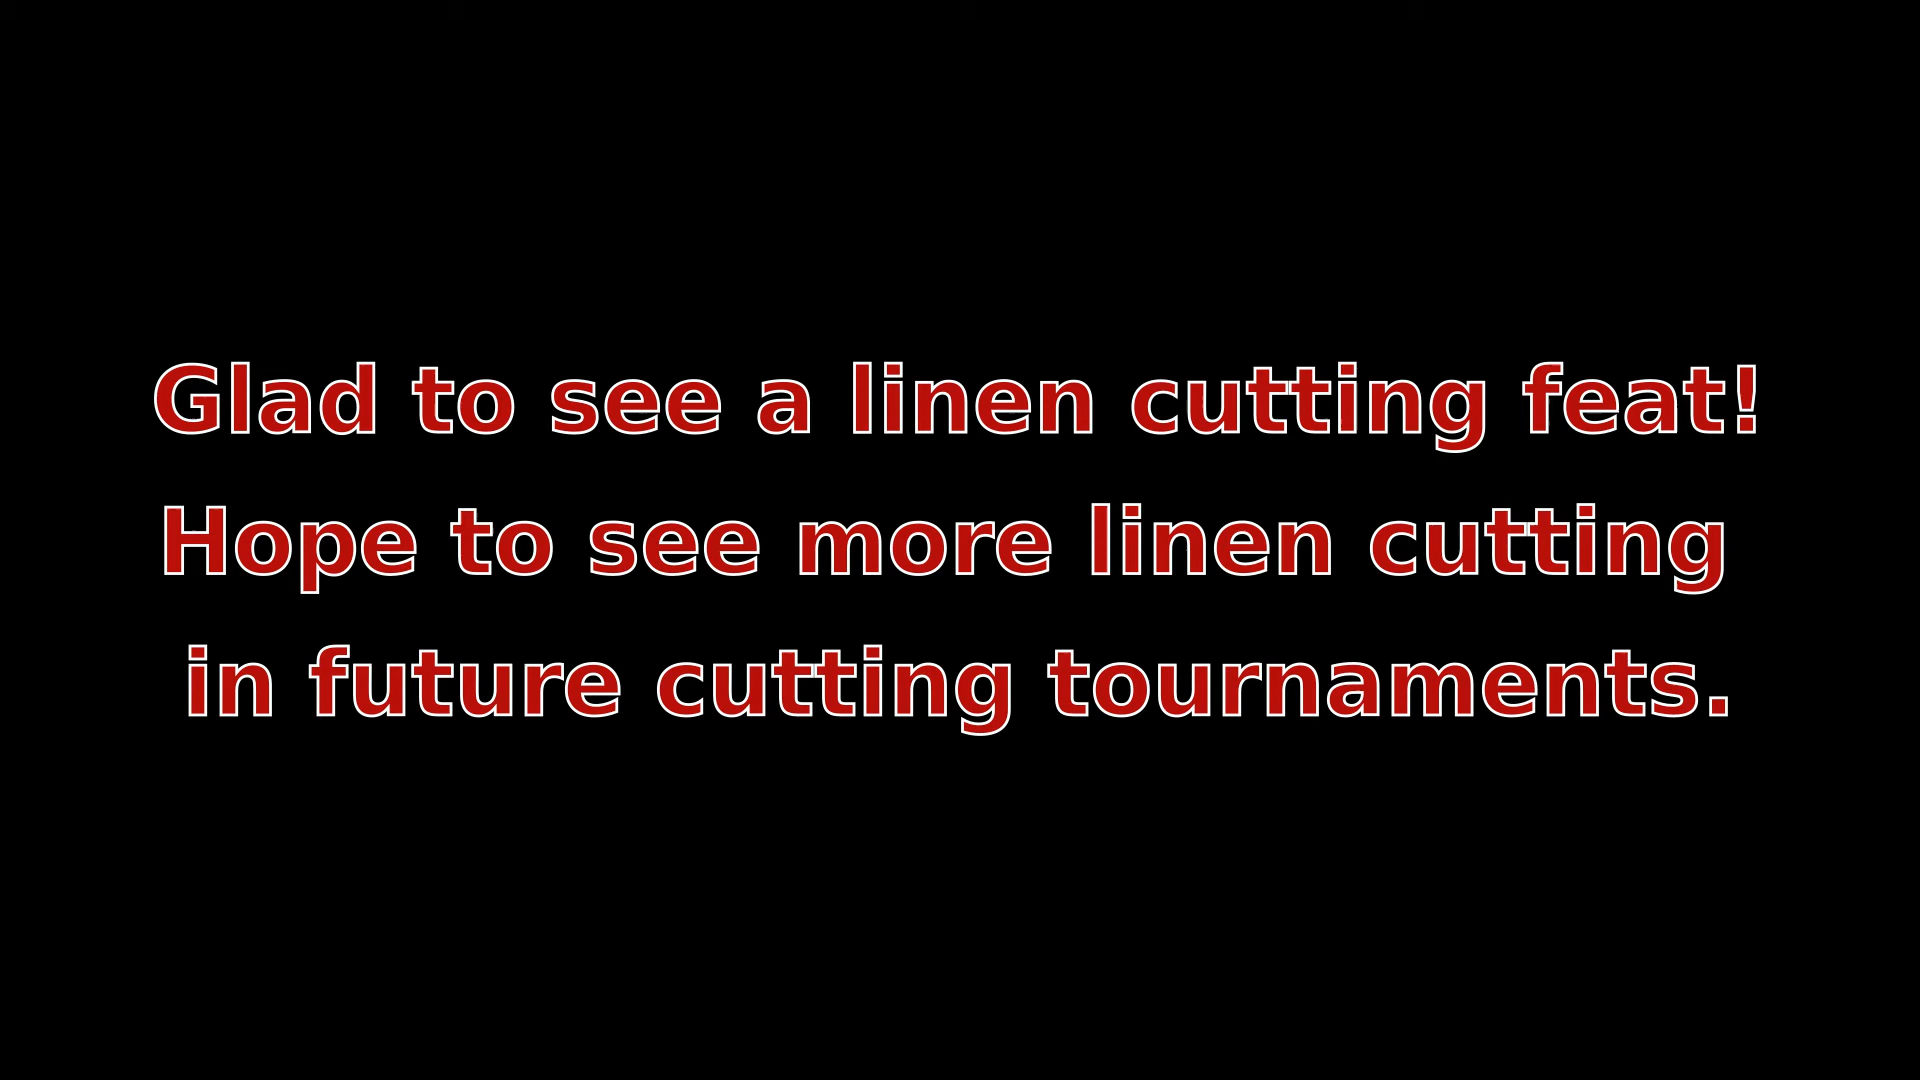 Glad to see a linen cutting feat!
Hope to see more linen cutting
in future cutting tournaments.